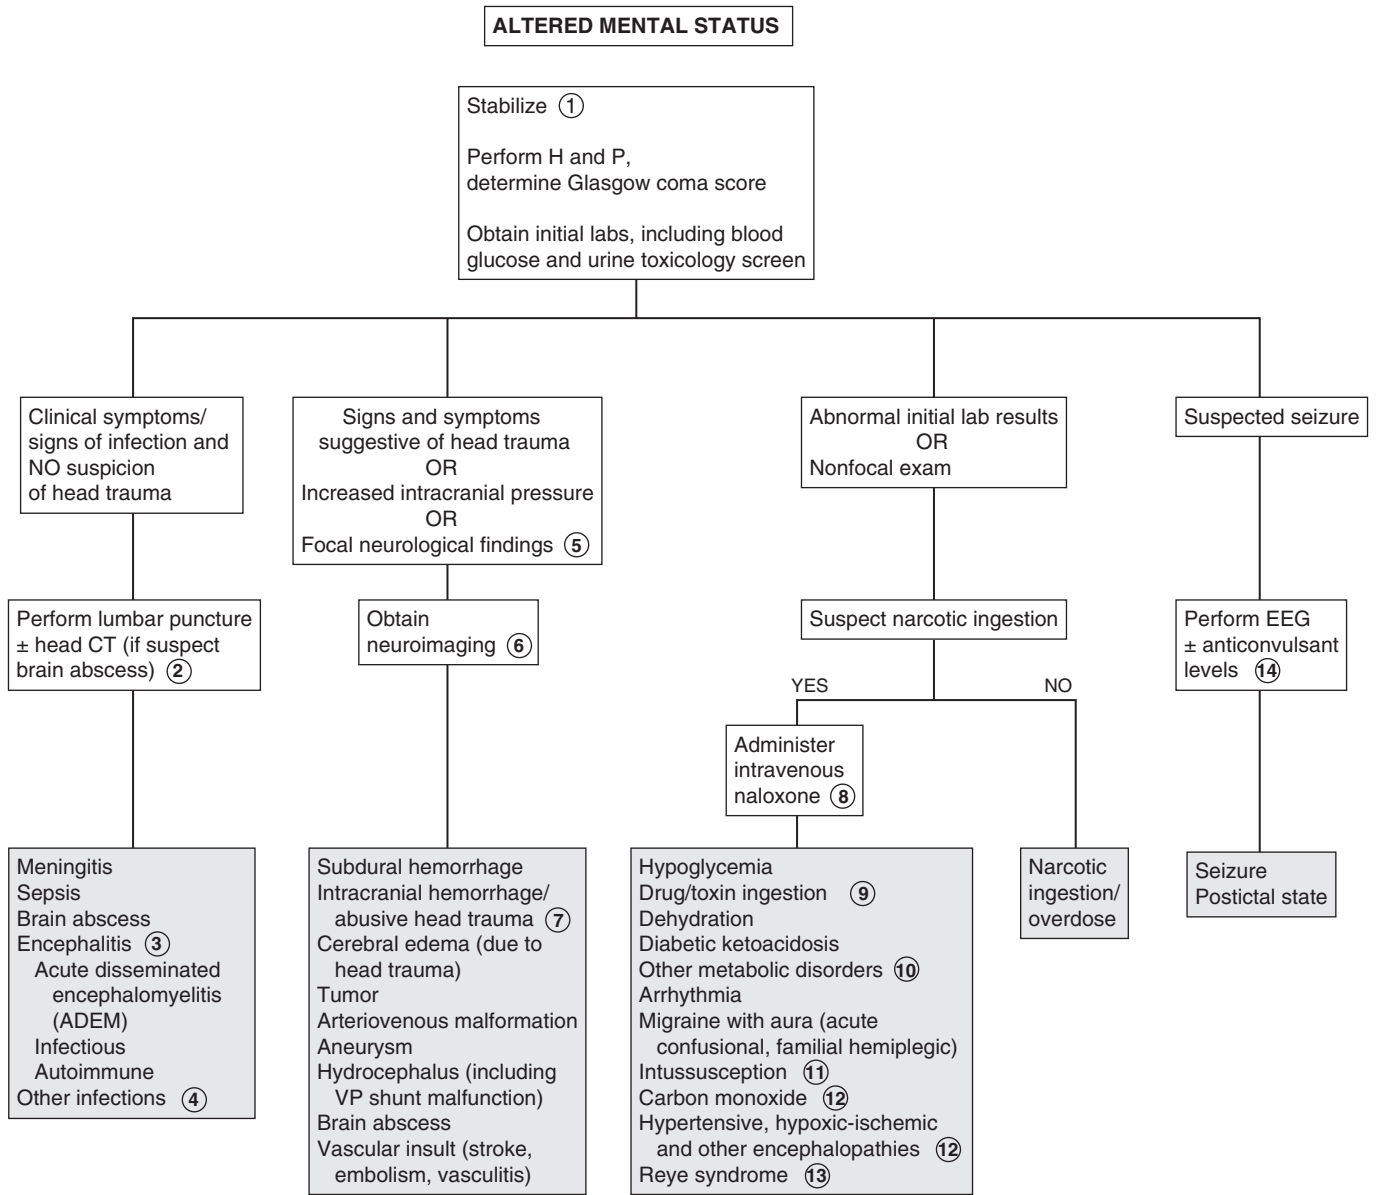 ALTERED MENTAL STATUS
Stabilize 1
Perform H and P,
determine Glasgow coma score
Obtain initial labs, including blood
glucose and urine toxicology screen
Clinical symptoms/
signs of infection and
NO suspicion
of head trauma
Signs and symptoms
suggestive of head trauma
OR
Increased intracranial pressure
OR
Focal neurological findings 5
Abnormal initial lab results
OR
Nonfocal exam
Suspected seizure
Perform lumbar puncture
± head CT (if suspect
brain abscess) 2
Obtain
neuroimaging 6
Suspect narcotic ingestion
Perform EEG
± anticonvulsant
levels 14
YES
NO
Administer
intravenous
naloxone 8
Meningitis
Sepsis
Brain abscess
Encephalitis 3
Acute disseminated
encephalomyelitis
(ADEM)
Infectious
Autoimmune
Other infections 4
Subdural hemorrhage
Intracranial hemorrhage/
abusive head trauma 7
Cerebral edema (due to
head trauma)
Tumor
Arteriovenous malformation
Aneurysm
Hydrocephalus (including
VP shunt malfunction)
Brain abscess
Vascular insult (stroke,
embolism, vasculitis)
Hypoglycemia
Drug/toxin ingestion 9
Dehydration
Diabetic ketoacidosis
Other metabolic disorders 10
Arrhythmia
Migraine with aura (acute
confusional, familial hemiplegic)
Intussusception 11
Carbon monoxide 12
Hypertensive, hypoxic-ischemic
and other encephalopathies 12
Reye syndrome 13
Narcotic
ingestion/
overdose
Seizure
Postictal state